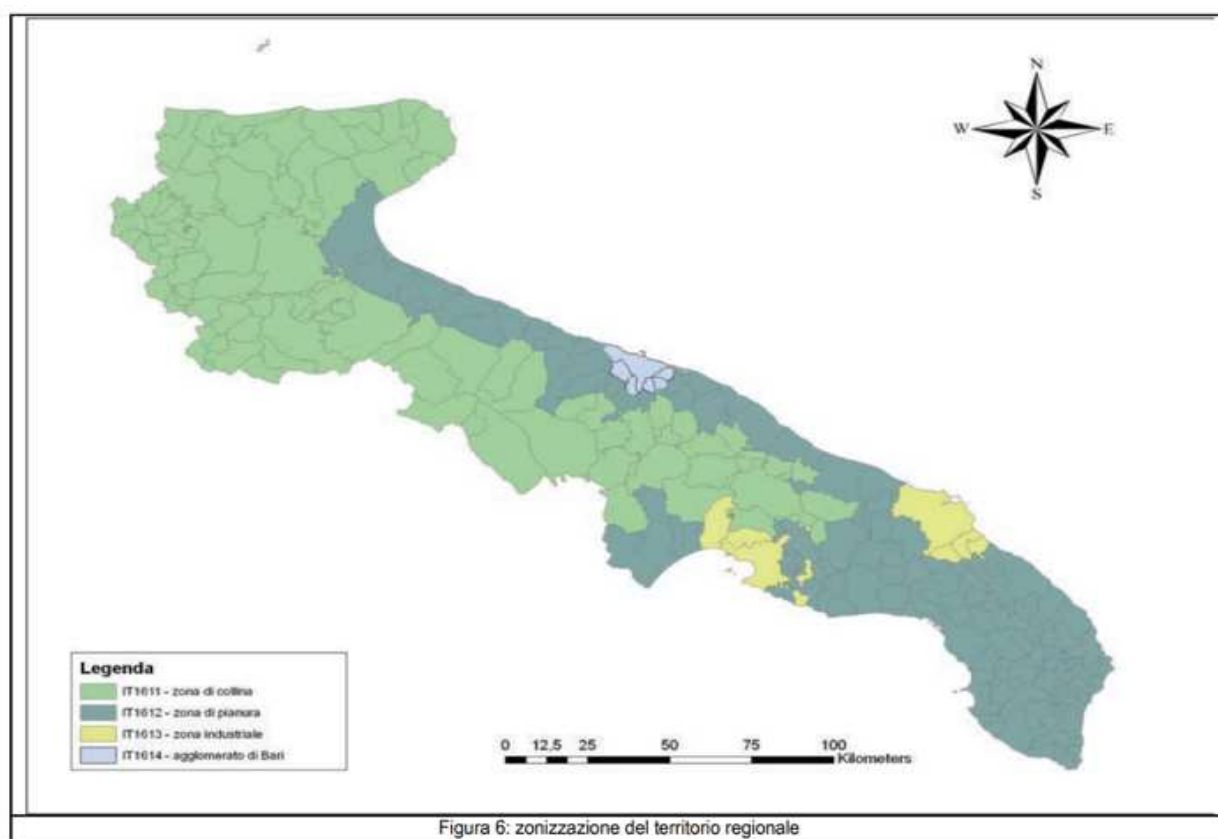 N
W E
S
Legenda
IT1611 - zona di collina
IT1612 - zona di pianura
IT1613 - zona industriale
IT1614 - agglomerato di Bari
0 12,5 25 50 75 100
Kilometers
Figura 6: zonizzazione del territorio regionale